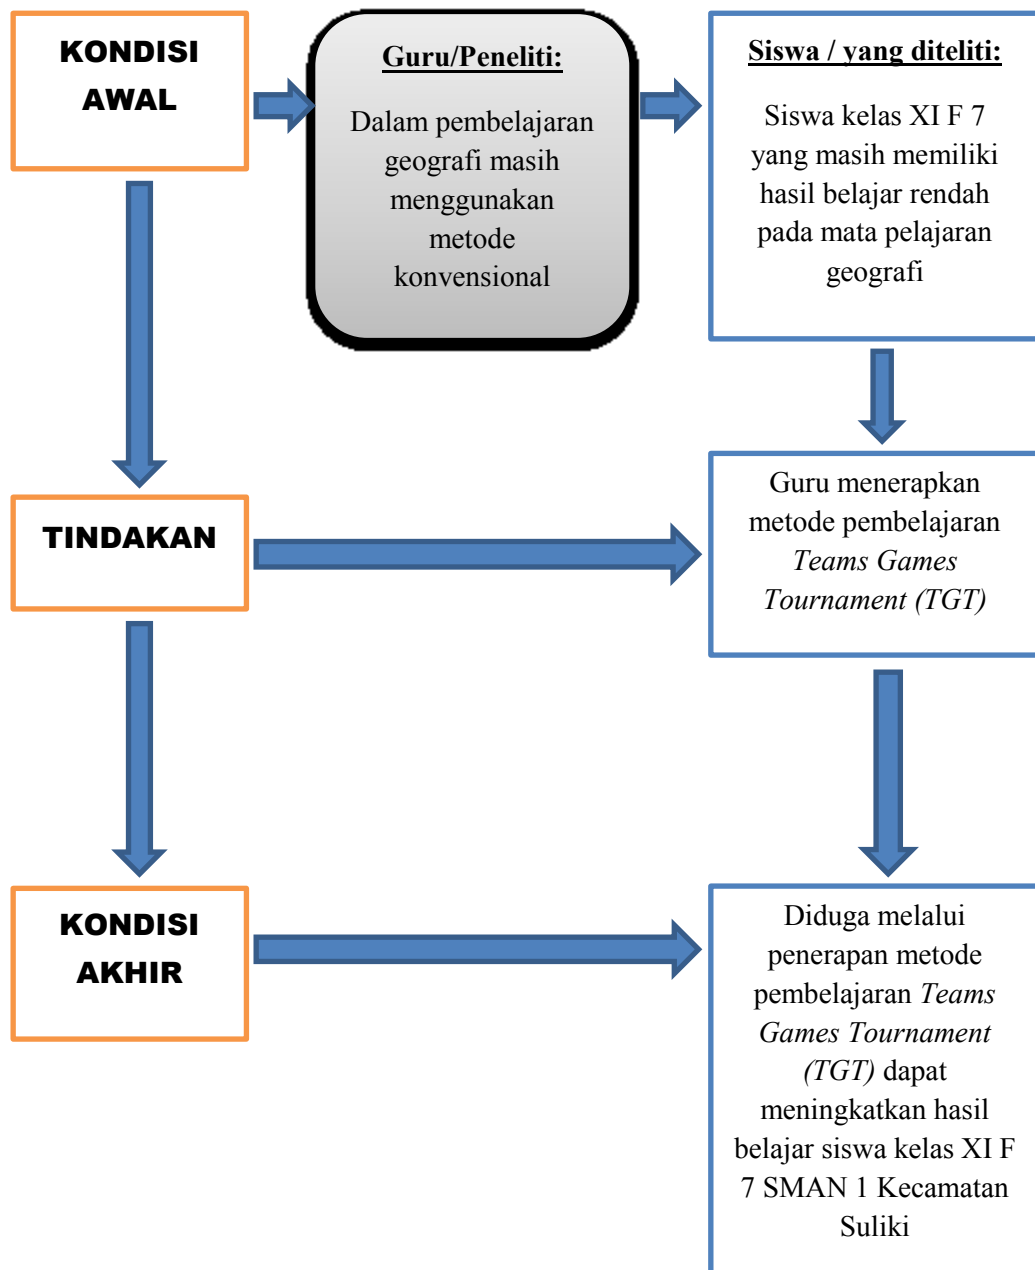 KONDISI
AWAL
Guru/Peneliti:
Dalam pembelajaran
geografi masih
menggunakan
metode
konvensional
Siswa / yang diteliti:
Siswa kelas XI F 7
yang masih memiliki
hasil belajar rendah
pada mata pelajaran
geografi
TINDAKAN
Guru menerapkan
metode pembelajaran
Teams Games
Tournament (TGT)
KONDISI
AKHIR
Diduga melalui
penerapan metode
pembelajaran Teams
Games Tournament
(TGT) dapat
meningkatkan hasil
belajar siswa kelas XI F
7 SMAN 1 Kecamatan
Suliki